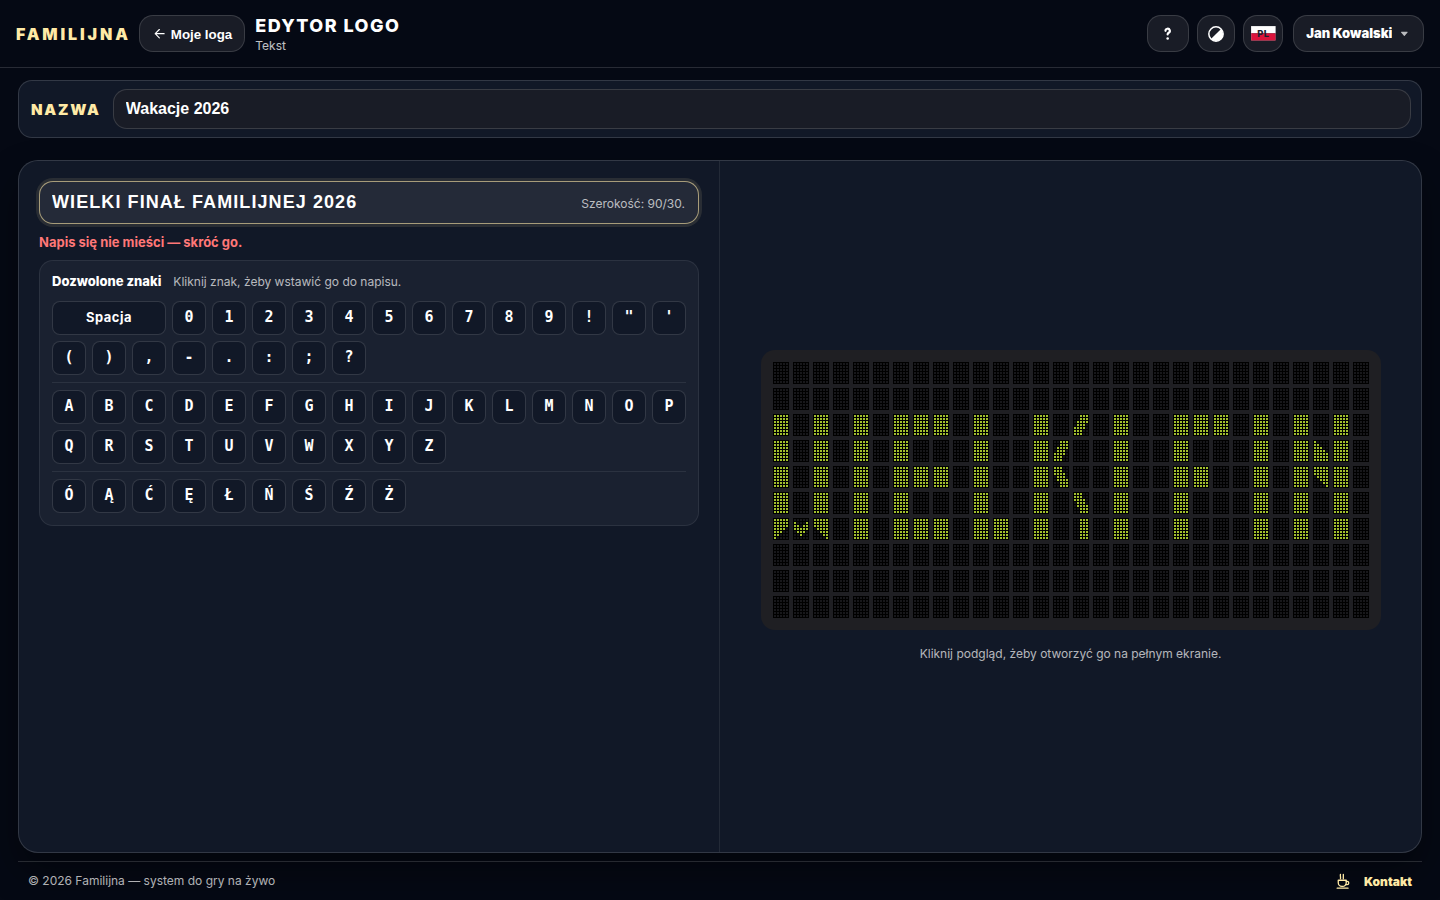 FAMILIJNA
← Moje loga
EDYTOR LOGO
Tekst
?
PL
Jan Kowalski
NAZWA
Wakacje 2026
WIELKI FINAŁ FAMILIJNEJ 2026
Szerokość: 90/30.
Napis się nie mieści — skróć go.
Dozwolone znaki
Kliknij znak, żeby wstawić go do napisu.
Spacja 0 1 2 3 4 5 6 7 8 9 ! " '
( ) , - . : ; ?
A B C D E F G H I J K L M N O P
Q R S T U V W X Y Z
Ó Ą Ć Ę Ł Ń Ś Ź Ż
WIELKI FIN
Kliknij podgląd, żeby otworzyć go na pełnym ekranie.
© 2026 Familijna — system do gry na żywo
Kontakt